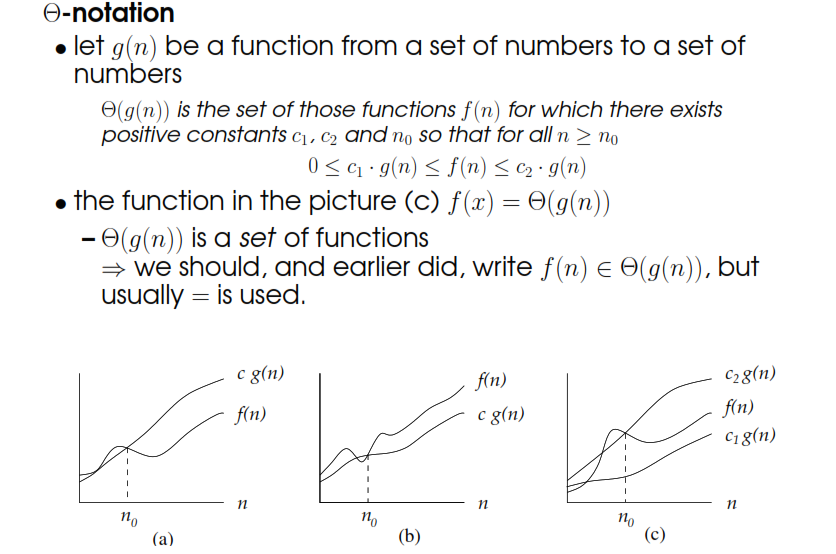 Θ-notation
• let g(n) be a function from a set of numbers to a set of
numbers
Θ(g(n)) is the set of those functions f(n) for which there exists
positive constants c₁, c₂ and n₀ so that for all n ≥ n₀
0 ≤ c₁ · g(n) ≤ f(n) ≤ c₂ · g(n)
• the function in the picture (c) f(x) = Θ(g(n))
– Θ(g(n)) is a set of functions
⇒ we should, and earlier did, write f(n) ∈ Θ(g(n)), but
usually = is used.
c g(n)
f(n)
n
n₀
(a)
f(n)
c g(n)
n
n₀
(b)
c₂g(n)
f(n)
c₁g(n)
n
n₀
(c)